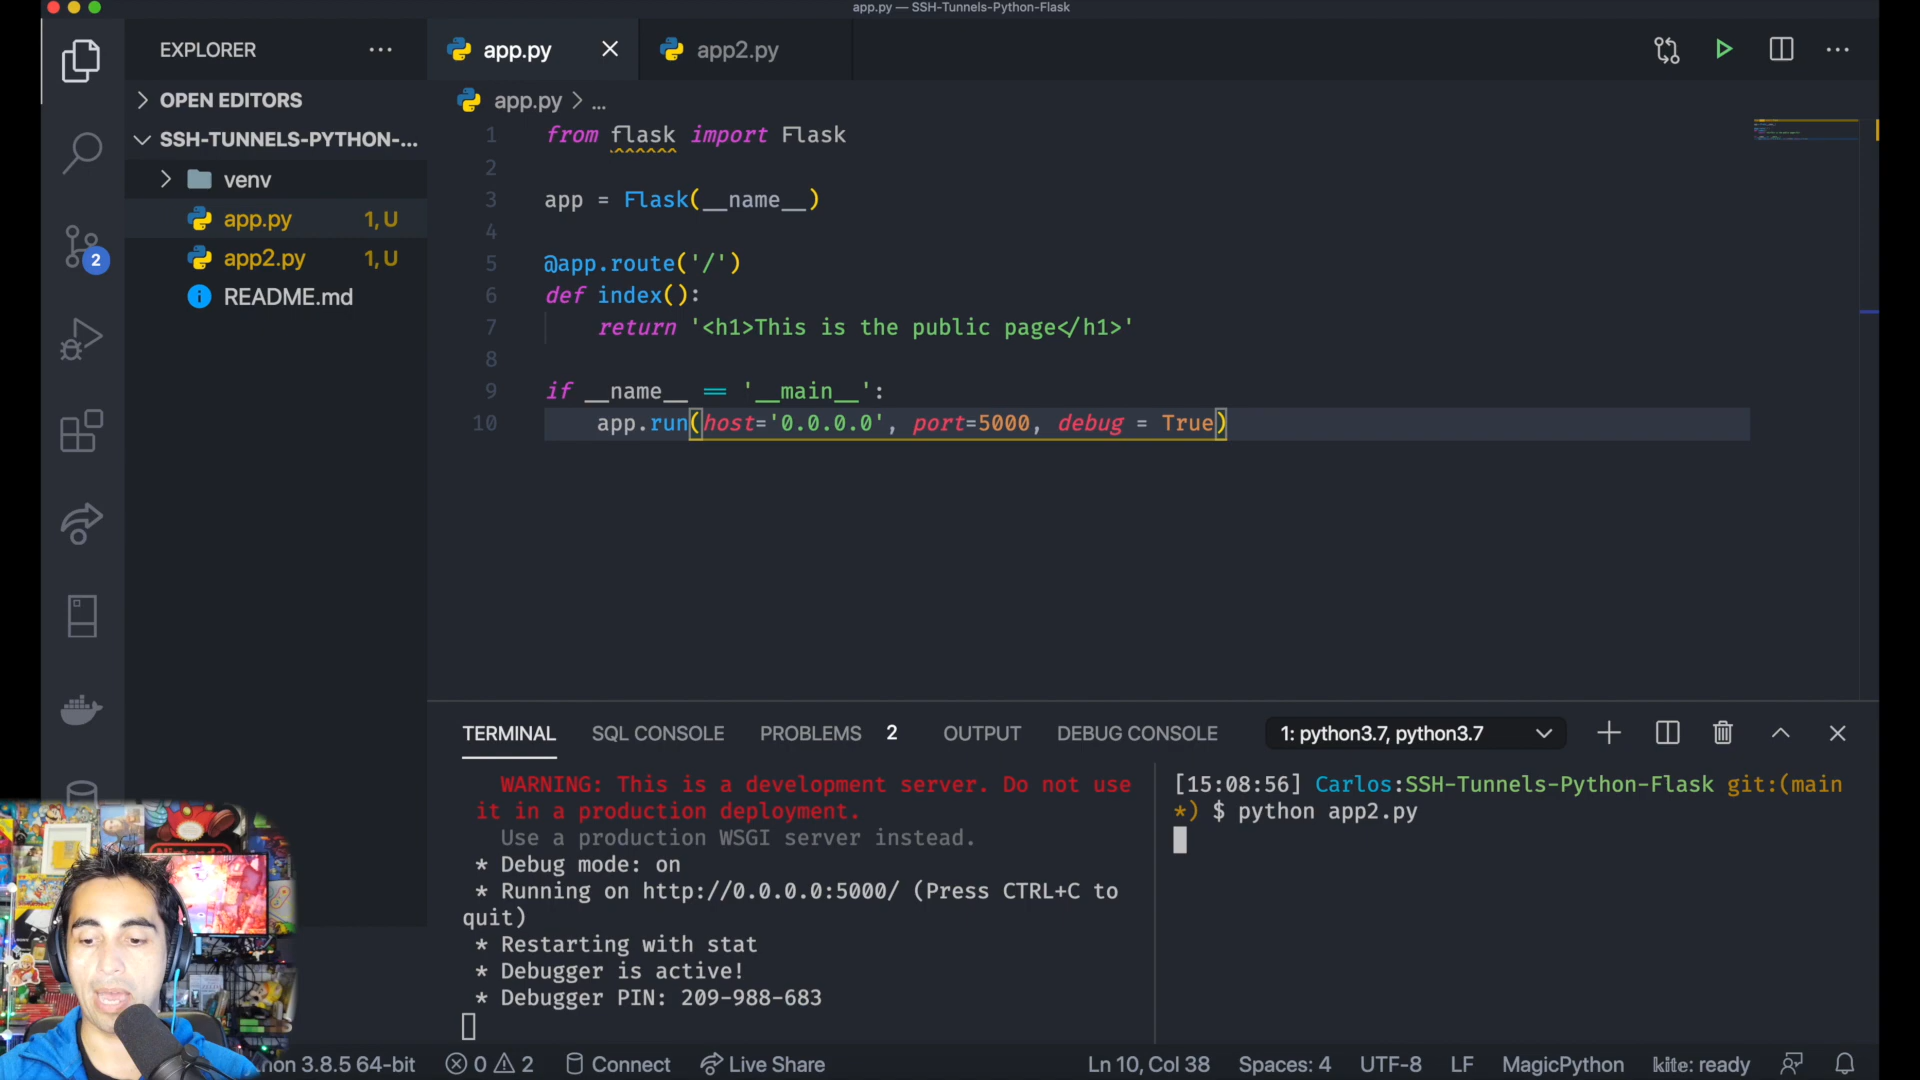 app.py — SSH-Tunnels-Python-Flask
EXPLORER
OPEN EDITORS
SSH-TUNNELS-PYTHON-...
venv
app.py 1, U
app2.py 1, U
README.md
2
app.py
app2.py
app.py > ...
1 from flask import Flask
2
3 app = Flask(__name__)
4
5 @app.route('/')
6 def index():
7 return '<h1>This is the public page</h1>'
8
9 if __name__ == '__main__':
10 app.run(host='0.0.0.0', port=5000, debug = True)
TERMINAL SQL CONSOLE PROBLEMS 2 OUTPUT DEBUG CONSOLE 1: python3.7, python3.7
WARNING: This is a development server. Do not use
it in a production deployment.
Use a production WSGI server instead.
* Debug mode: on
* Running on http://0.0.0.0:5000/ (Press CTRL+C to
quit)
* Restarting with stat
* Debugger is active!
* Debugger PIN: 209-988-683
[15:08:56] Carlos:SSH-Tunnels-Python-Flask git:(main
*) $ python app2.py
hon 3.8.5 64-bit 0 2 Connect Live Share Ln 10, Col 38 Spaces: 4 UTF-8 LF MagicPython kite: ready